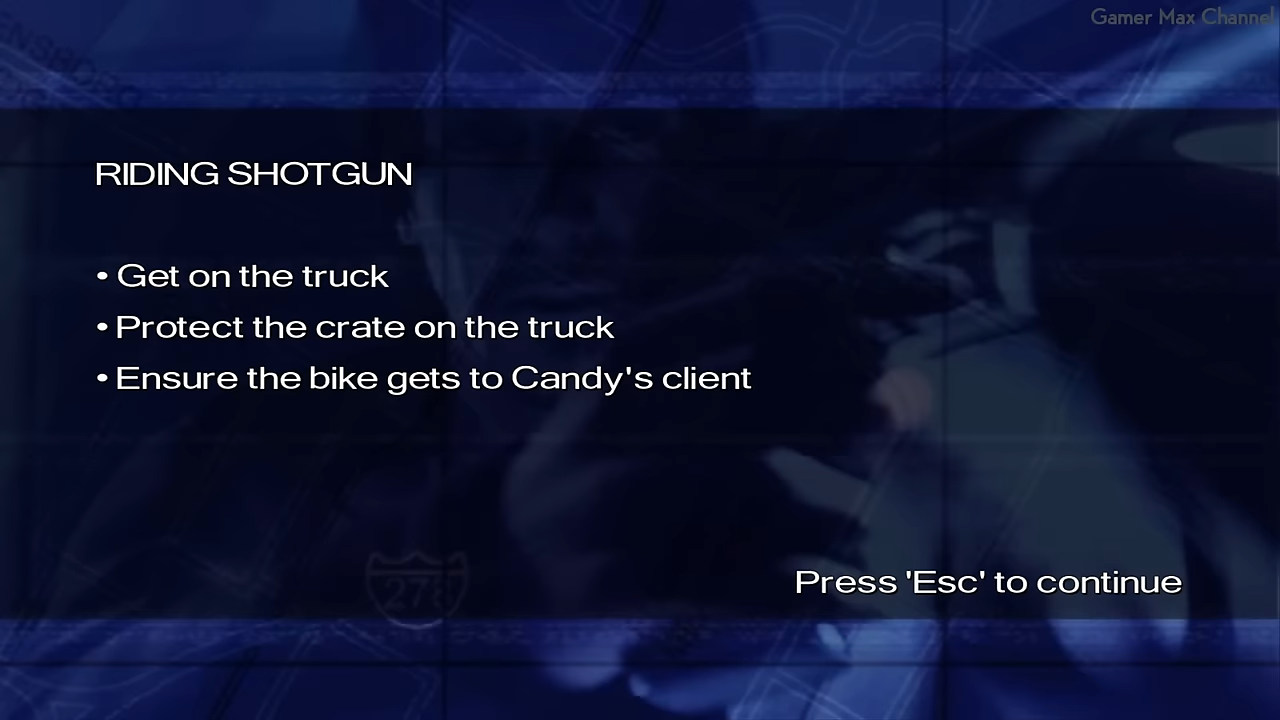 Gamer Max Channel
RIDING SHOTGUN
• Get on the truck
• Protect the crate on the truck
• Ensure the bike gets to Candy's client
278
Press 'Esc' to continue